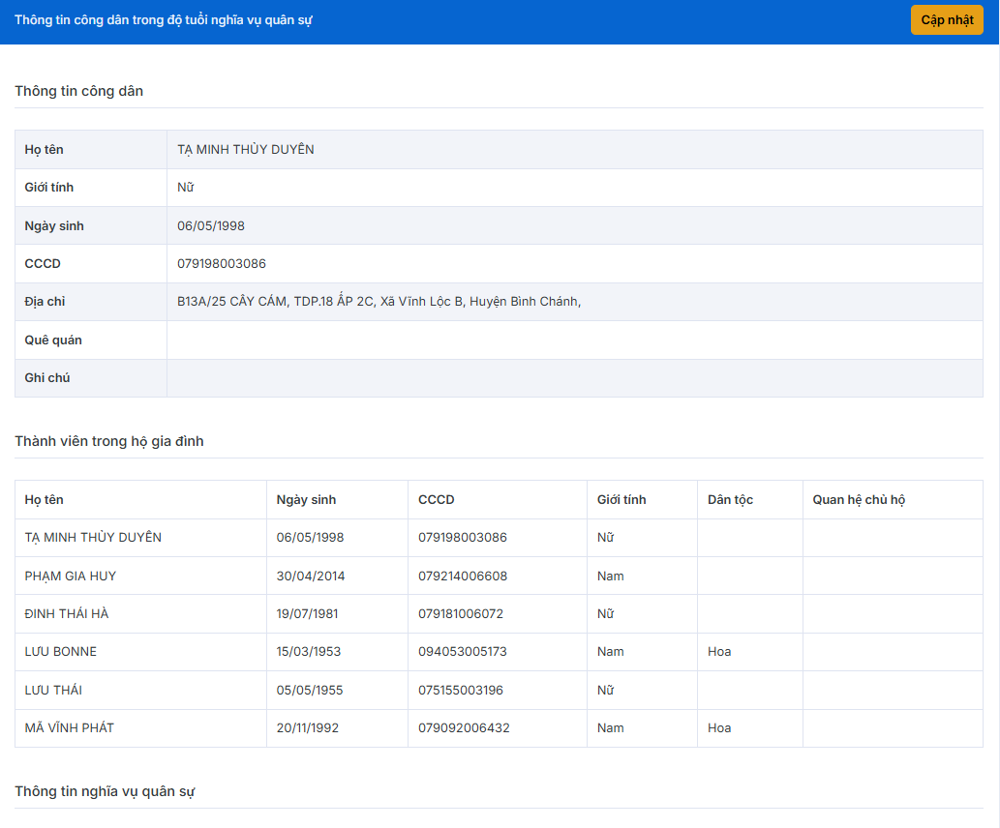 Thông tin công dân trong độ tuổi nghĩa vụ quân sự
Cập nhật
Thông tin công dân
Họ tên TẠ MINH THÙY DUYÊN
Giới tính Nữ
Ngày sinh 06/05/1998
CCCD 079198003086
Địa chỉ B13A/25 CÂY CÁM, TDP.18 ẤP 2C, Xã Vĩnh Lộc B, Huyện Bình Chánh,
Quê quán
Ghi chú
Thành viên trong hộ gia đình
Họ tên Ngày sinh CCCD Giới tính Dân tộc Quan hệ chủ hộ
TẠ MINH THÙY DUYÊN 06/05/1998 079198003086 Nữ
PHẠM GIA HUY 30/04/2014 079214006608 Nam
ĐINH THÁI HÀ 19/07/1981 079181006072 Nữ
LƯU BONNE 15/03/1953 094053005173 Nam Hoa
LƯU THÁI 05/05/1955 075155003196 Nữ
MÃ VĨNH PHÁT 20/11/1992 079092006432 Nam Hoa
Thông tin nghĩa vụ quân sự